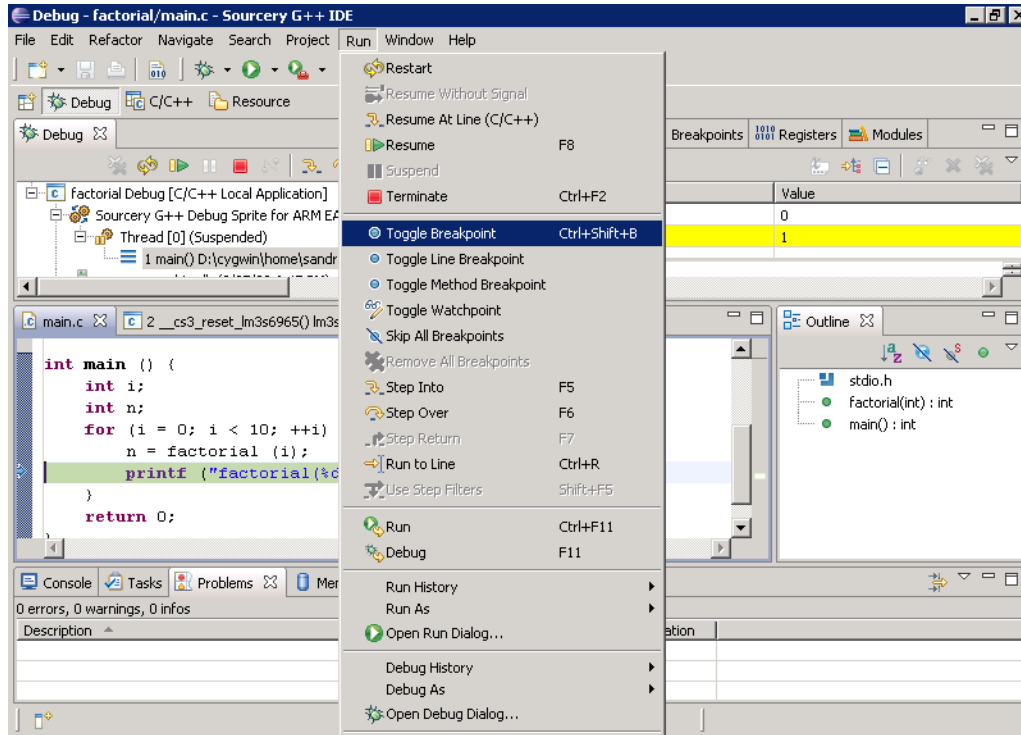 Debug - factorial/main.c - Sourcery G++ IDE
File Edit Refactor Navigate Search Project Run Window Help
Debug C/C++ Resource
Debug
factorial Debug [C/C++ Local Application]
Sourcery G++ Debug Sprite for ARM EA
Thread [0] (Suspended)
1 main() D:\cygwin\home\sandr
Restart
Resume Without Signal
Resume At Line (C/C++)
Resume F8
Suspend
Terminate Ctrl+F2
Toggle Breakpoint Ctrl+Shift+B
Toggle Line Breakpoint
Toggle Method Breakpoint
Toggle Watchpoint
Skip All Breakpoints
Remove All Breakpoints
Step Into F5
Step Over F6
Step Return F7
Run to Line Ctrl+R
Use Step Filters Shift+F5
Run Ctrl+F11
Debug F11
Run History
Run As
Open Run Dialog...
Debug History
Debug As
Open Debug Dialog...
Breakpoints Registers Modules
Value
0
1
main.c 2 __cs3_reset_lm3s6965() lm3s
int main () {
int i;
int n;
for (i = 0; i < 10; ++i)
n = factorial (i);
printf ("factorial(%d
}
return 0;
Outline
stdio.h
factorial(int) : int
main() : int
Console Tasks Problems Mer
0 errors, 0 warnings, 0 infos
Description ation